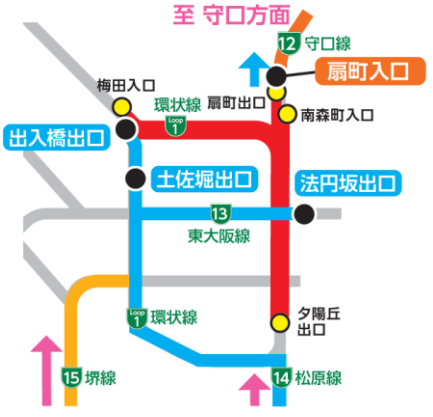 至 守口方面
12 守口線
扇町入口
梅田入口
扇町出口
南森町入口
環状線
Loop
1
出入橋出口
土佐堀出口
法円坂出口
13
東大阪線
夕陽丘
出口
Loop
1
環状線
15 堺線
14 松原線